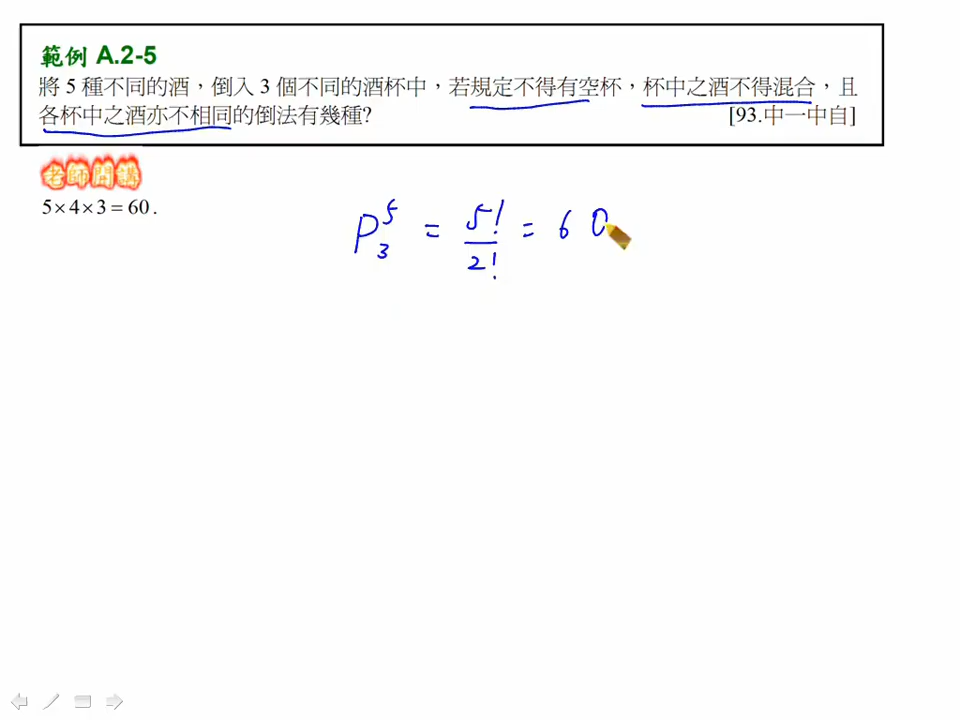 範例 A.2-5
將 5 種不同的酒，倒入 3 個不同的酒杯中，若規定不得有空杯，杯中之酒不得混合，且
各杯中之酒亦不相同的倒法有幾種? [93.中一中自]
老師開講
5×4×3=60.
P⁵₃ = 5!/2! = 60